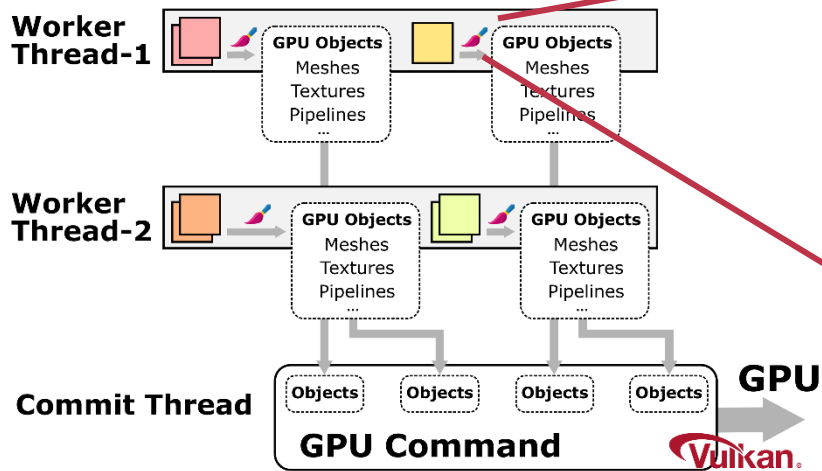 Worker
Thread-1
GPU Objects
Meshes
Textures
Pipelines
...
GPU Objects
Meshes
Textures
Pipelines
...
Worker
Thread-2
GPU Objects
Meshes
Textures
Pipelines
...
GPU Objects
Meshes
Textures
Pipelines
...
Commit Thread
Objects
Objects
Objects
Objects
GPU
GPU Command
Vulkan®